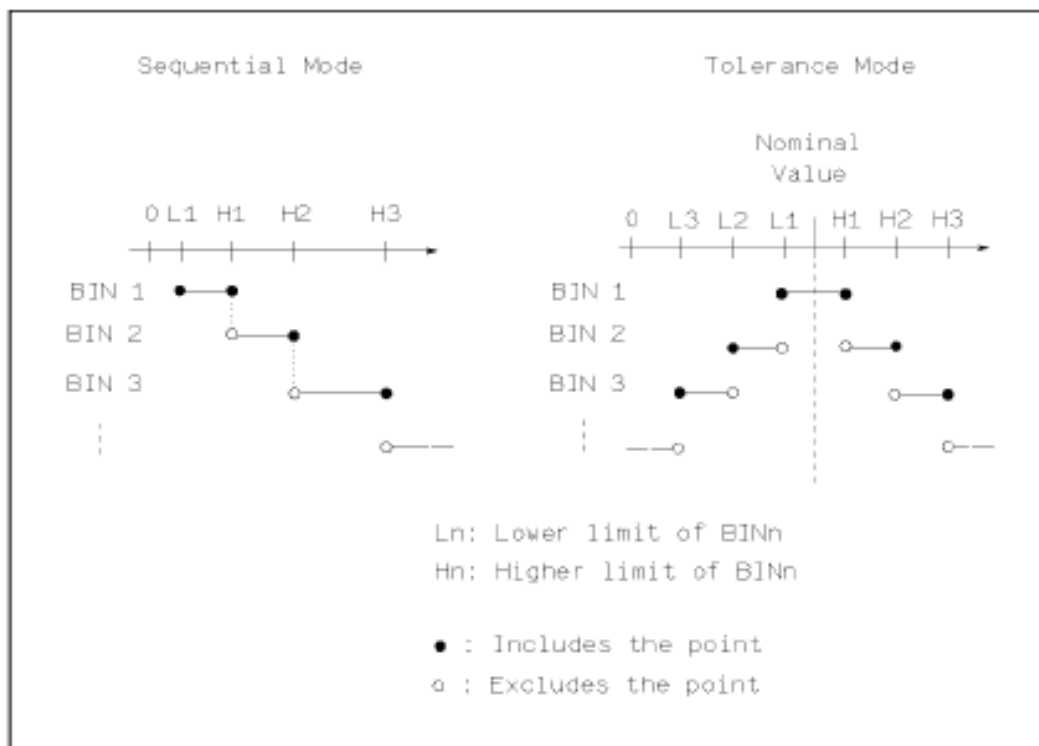 Sequential Mode
Tolerance Mode
Nominal
Value
0 L1 H1 H2 H3
0 L3 L2 L1 H1 H2 H3
BIN 1
BIN 2
BIN 3
BIN 1
BIN 2
BIN 3
Ln: Lower limit of BINn
Hn: Higher limit of BINn
: Includes the point
: Excludes the point